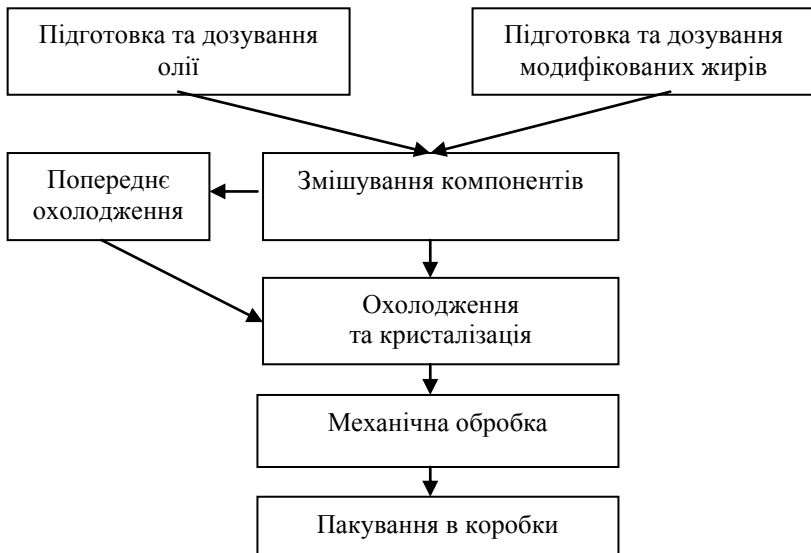 Підготовка та дозування
олії
Підготовка та дозування
модифікованих жирів
Попереднє
охолодження
Змішування компонентів
Охолодження
та кристалізація
Механічна обробка
Пакування в коробки